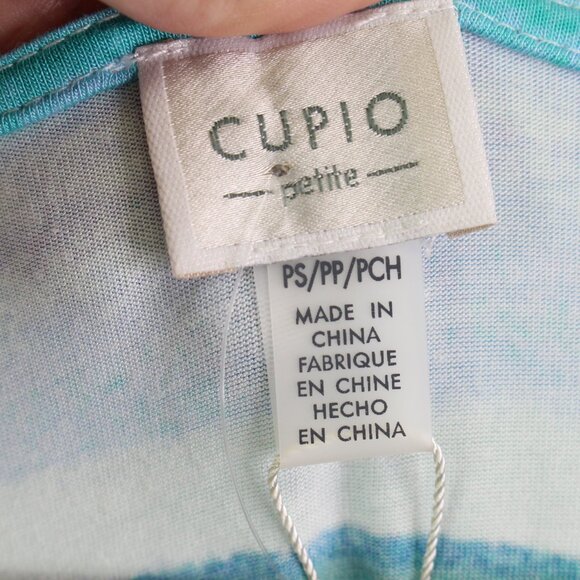 CUPIO
petite
PS/PP/PCH
MADE IN
CHINA
FABRIQUE
EN CHINE
HECHO
EN CHINA